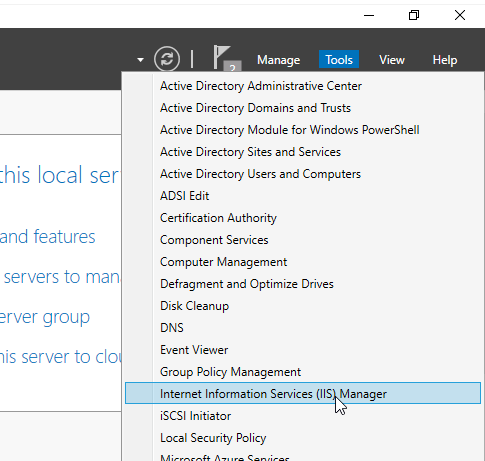 Manage Tools View Help
Active Directory Administrative Center
Active Directory Domains and Trusts
Active Directory Module for Windows PowerShell
Active Directory Sites and Services
this local ser
Active Directory Users and Computers
ADSI Edit
Certification Authority
and features
Component Services
Computer Management
servers to man
Defragment and Optimize Drives
Disk Cleanup
erver group
DNS
Event Viewer
his server to clou
Group Policy Management
Internet Information Services (IIS) Manager
iSCSI Initiator
Local Security Policy
Microsoft Azure Services